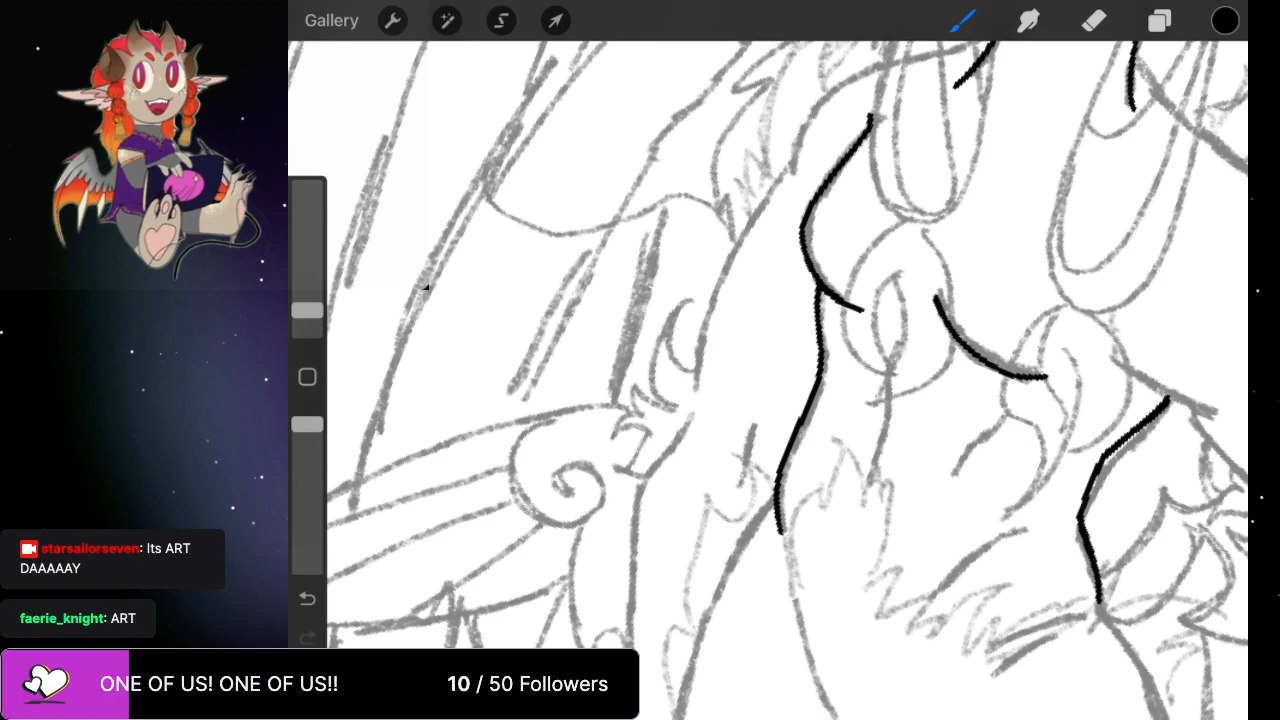 Gallery
starsailorseven: Its ART
DAAAAAY
faerie_knight: ART
ONE OF US! ONE OF US!! 10 / 50 Followers